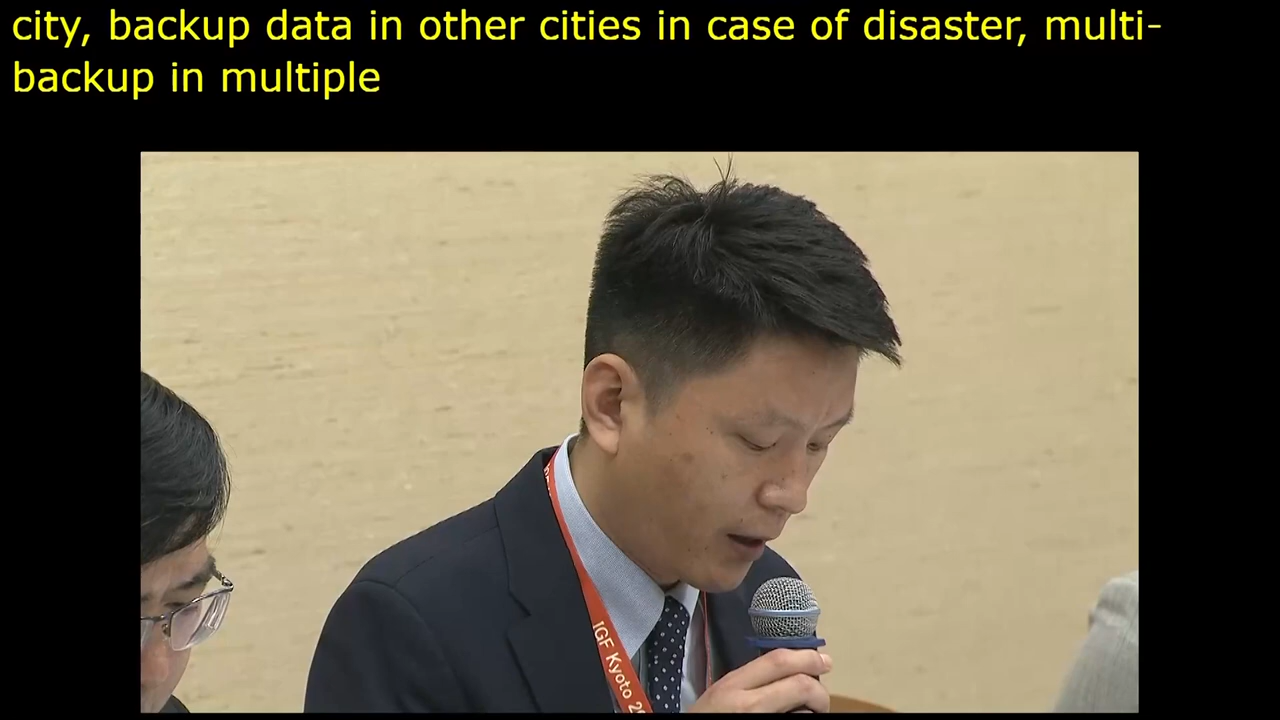 city, backup data in other cities in case of disaster, multi-
backup in multiple
IGF Kyoto